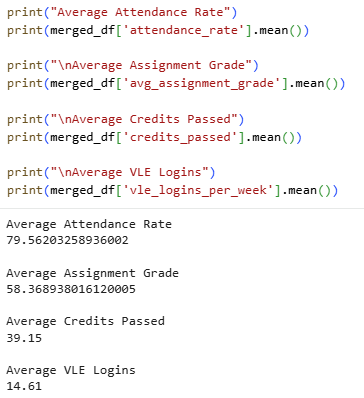 print("Average Attendance Rate")
print(merged_df['attendance_rate'].mean())
print("\nAverage Assignment Grade")
print(merged_df['avg_assignment_grade'].mean())
print("\nAverage Credits Passed")
print(merged_df['credits_passed'].mean())
print("\nAverage VLE Logins")
print(merged_df['vle_logins_per_week'].mean())
Average Attendance Rate
79.56203258936002
Average Assignment Grade
58.368938016120005
Average Credits Passed
39.15
Average VLE Logins
14.61